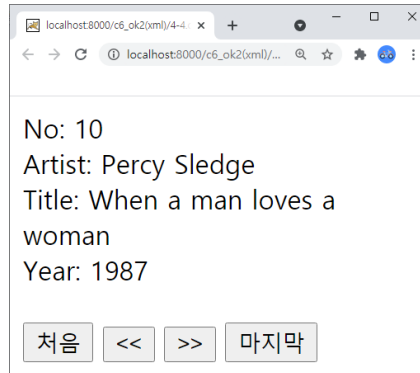 localhost:8000/c6_ok2(xml)/4-4.
localhost:8000/c6_ok2(xml)/...
No: 10
Artist: Percy Sledge
Title: When a man loves a
woman
Year: 1987
처음 << >> 마지막